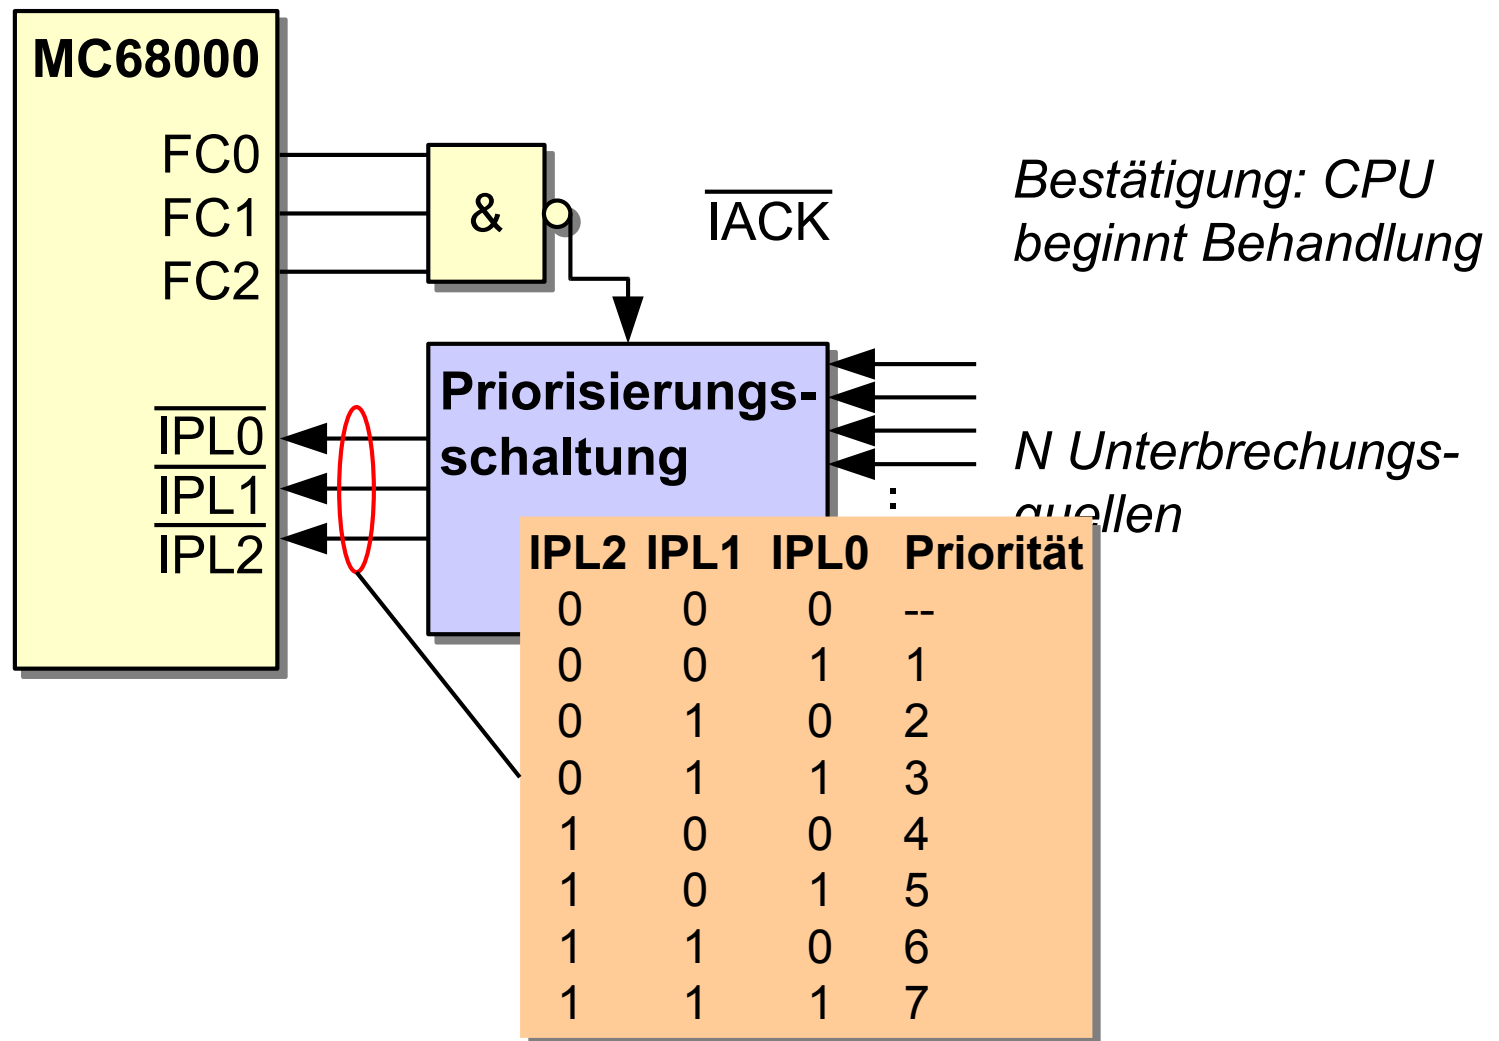 MC68000
FC0
FC1
FC2
&
IACK
Bestätigung: CPU
beginnt Behandlung
IPL0
IPL1
IPL2
Priorisierungs-
schaltung
N Unterbrechungs-
quellen
⋮
IPL2 IPL1 IPL0 Priorität
0 0 0 --
0 0 1 1
0 1 0 2
0 1 1 3
1 0 0 4
1 0 1 5
1 1 0 6
1 1 1 7